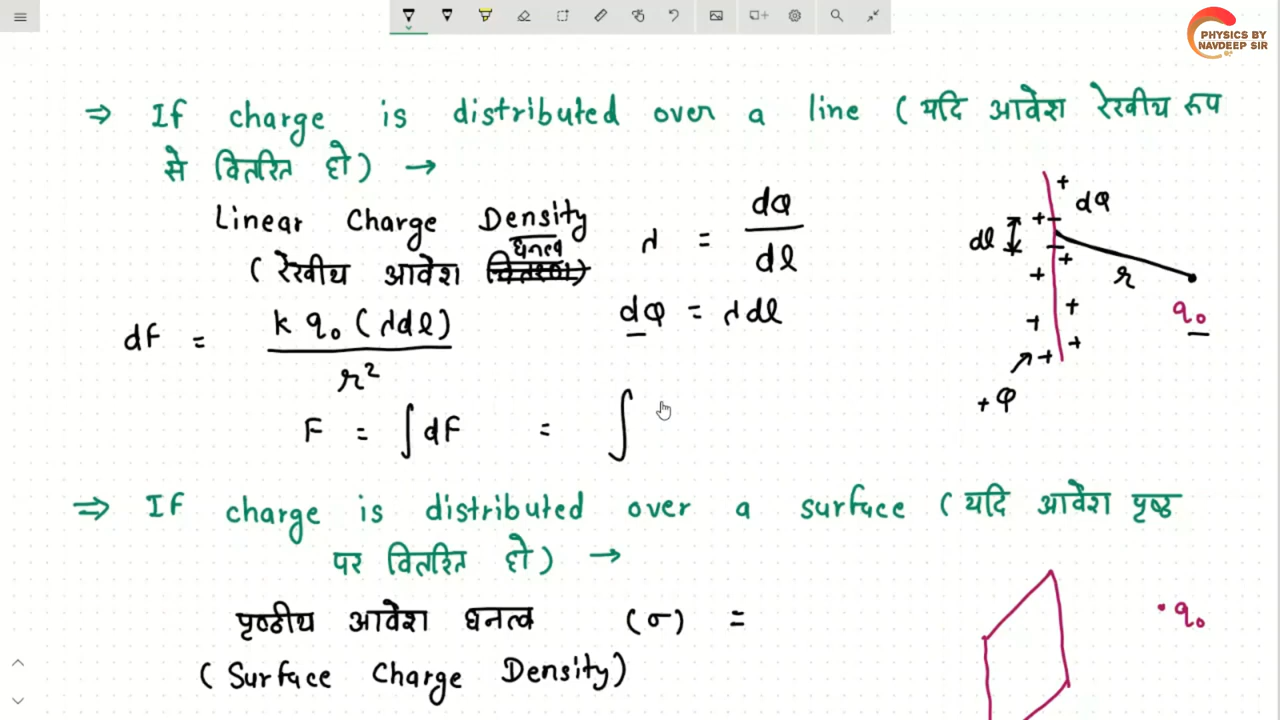 PHYSICS BY
NAVDEEP SIR
⇒ If charge is distributed over a line (यदि आवेश रेखीय रूप
से वितरित हो) →
Linear Charge Density λ = dQ/dl
(रेखीय आवेश घनत्व)
dQ = λdl
dF = k q₀ (λdl) / r²
F = ∫dF = ∫
+ dQ
dl + +
+ r
q₀
+ +
+ +
+Q
⇒ If charge is distributed over a surface (यदि आवेश पृष्ठ
पर वितरित हो) →
पृष्ठीय आवेश घनत्व (σ) =
(Surface Charge Density)
q₀